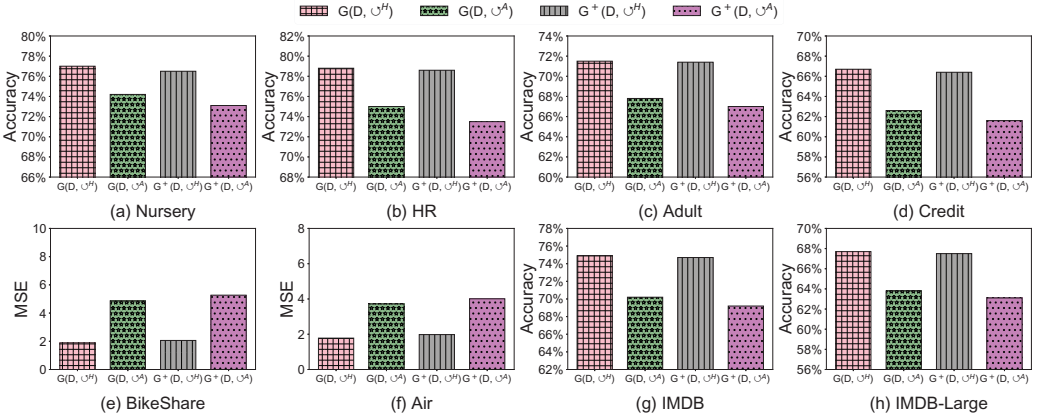 G(D, ↺ᴴ) G(D, ↺ᴬ) G⁺(D, ↺ᴴ) G⁺(D, ↺ᴬ)
80%
78%
76%
74%
72%
70%
68%
66%
Accuracy
G(D, ↺ᴴ) G(D, ↺ᴬ) G⁺(D, ↺ᴴ) G⁺(D, ↺ᴬ)
(a) Nursery
82%
80%
78%
76%
74%
72%
70%
68%
Accuracy
G(D, ↺ᴴ) G(D, ↺ᴬ) G⁺(D, ↺ᴴ) G⁺(D, ↺ᴬ)
(b) HR
74%
72%
70%
68%
66%
64%
62%
60%
Accuracy
G(D, ↺ᴴ) G(D, ↺ᴬ) G⁺(D, ↺ᴴ) G⁺(D, ↺ᴬ)
(c) Adult
70%
68%
66%
64%
62%
60%
58%
56%
Accuracy
G(D, ↺ᴴ) G(D, ↺ᴬ) G⁺(D, ↺ᴴ) G⁺(D, ↺ᴬ)
(d) Credit
10
8
6
4
2
0
MSE
G(D, ↺ᴴ) G(D, ↺ᴬ) G⁺(D, ↺ᴴ) G⁺(D, ↺ᴬ)
(e) BikeShare
8
6
4
2
0
MSE
G(D, ↺ᴴ) G(D, ↺ᴬ) G⁺(D, ↺ᴴ) G⁺(D, ↺ᴬ)
(f) Air
78%
76%
74%
72%
70%
68%
66%
64%
62%
Accuracy
G(D, ↺ᴴ) G(D, ↺ᴬ) G⁺(D, ↺ᴴ) G⁺(D, ↺ᴬ)
(g) IMDB
70%
68%
66%
64%
62%
60%
58%
56%
Accuracy
G(D, ↺ᴴ) G(D, ↺ᴬ) G⁺(D, ↺ᴴ) G⁺(D, ↺ᴬ)
(h) IMDB-Large